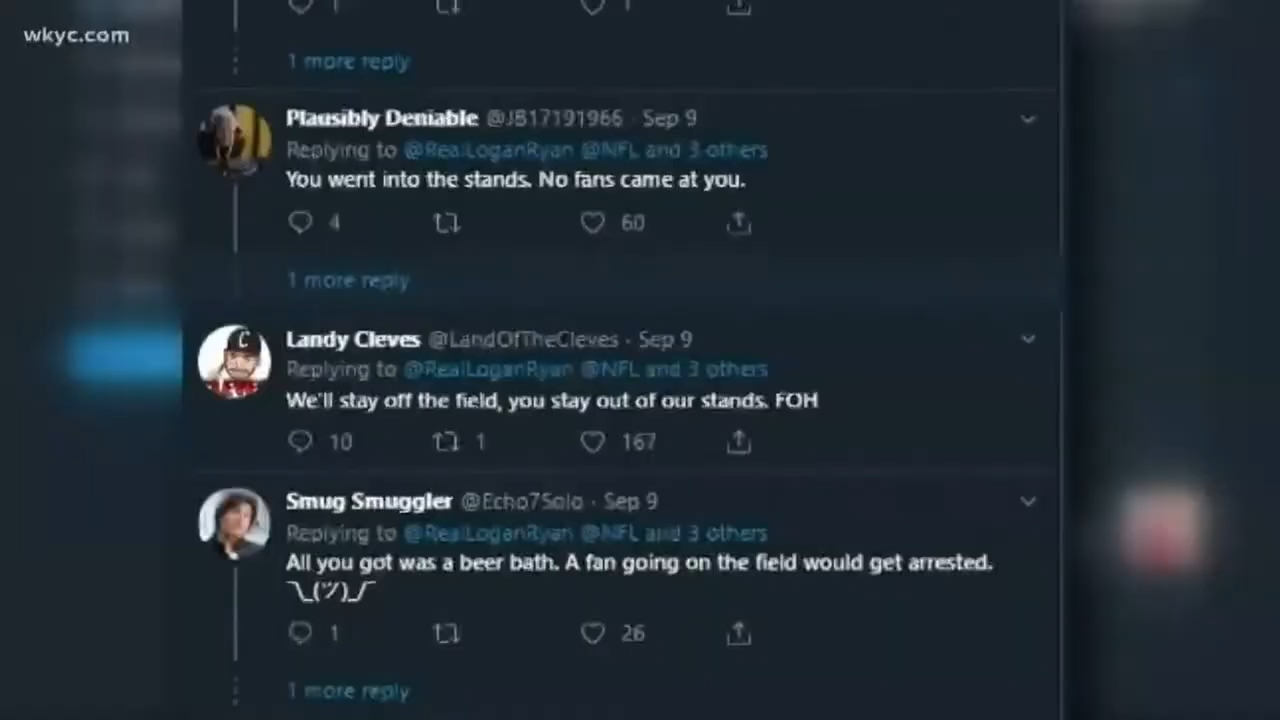 wkyc.com
1 1
1 more reply
Plausibly Deniable @JB17191966 · Sep 9
Replying to @RealLoganRyan @NFL and 3 others
You went into the stands. No fans came at you.
4 60
1 more reply
Landy Cleves @LandOfTheCleves · Sep 9
Replying to @RealLoganRyan @NFL and 3 others
We'll stay off the field, you stay out of our stands. FOH
10 1 167
Smug Smuggler @Echo7Solo · Sep 9
Replying to @RealLoganRyan @NFL and 3 others
All you got was a beer bath. A fan going on the field would get arrested.
¯\_(ツ)_/¯
1 26
1 more reply